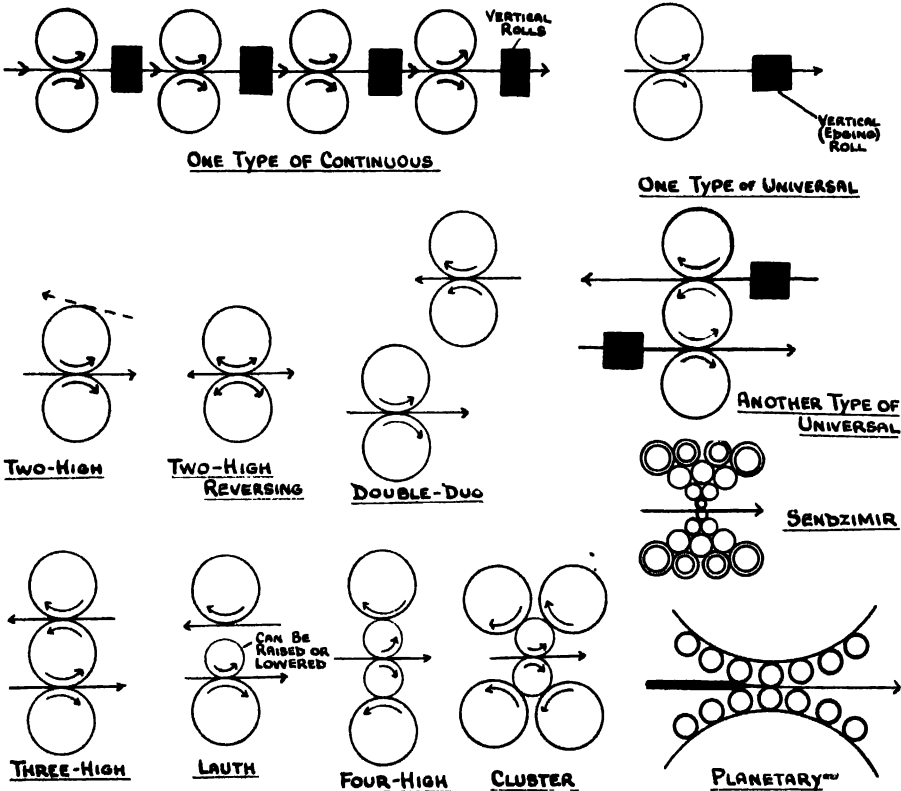 VERTICAL
ROLLS
ONE TYPE OF CONTINUOUS
VERTICAL
(EDGING)
ROLL
ONE TYPE OF UNIVERSAL
TWO-HIGH
TWO-HIGH
REVERSING
DOUBLE-DUO
ANOTHER TYPE OF
UNIVERSAL
SENDZIMIR
THREE-HIGH
CAN BE
RAISED OR
LOWERED
LAUTH
FOUR-HIGH
CLUSTER
PLANETARY